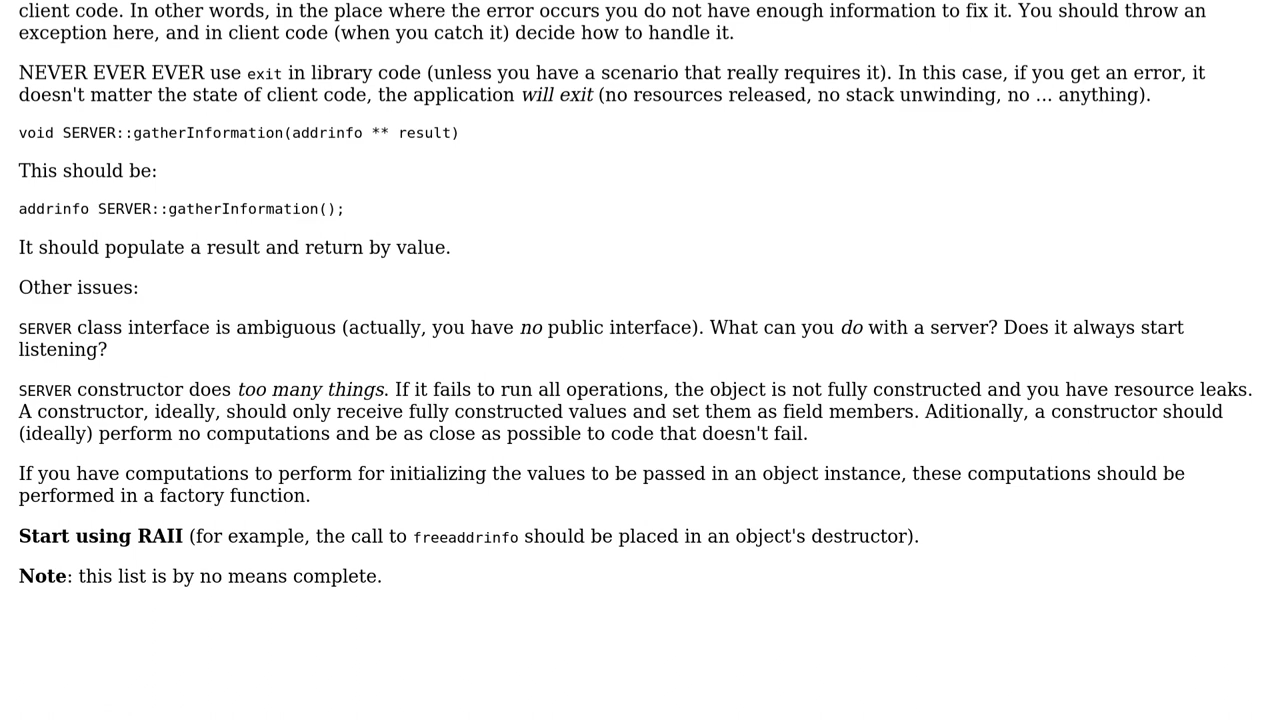 client code. In other words, in the place where the error occurs you do not have enough information to fix it. You should throw an
exception here, and in client code (when you catch it) decide how to handle it.
NEVER EVER EVER use exit in library code (unless you have a scenario that really requires it). In this case, if you get an error, it
doesn't matter the state of client code, the application will exit (no resources released, no stack unwinding, no ... anything).
void SERVER::gatherInformation(addrinfo ** result)
This should be:
addrinfo SERVER::gatherInformation();
It should populate a result and return by value.
Other issues:
SERVER class interface is ambiguous (actually, you have no public interface). What can you do with a server? Does it always start
listening?
SERVER constructor does too many things. If it fails to run all operations, the object is not fully constructed and you have resource leaks.
A constructor, ideally, should only receive fully constructed values and set them as field members. Aditionally, a constructor should
(ideally) perform no computations and be as close as possible to code that doesn't fail.
If you have computations to perform for initializing the values to be passed in an object instance, these computations should be
performed in a factory function.
Start using RAII (for example, the call to freeaddrinfo should be placed in an object's destructor).
Note: this list is by no means complete.